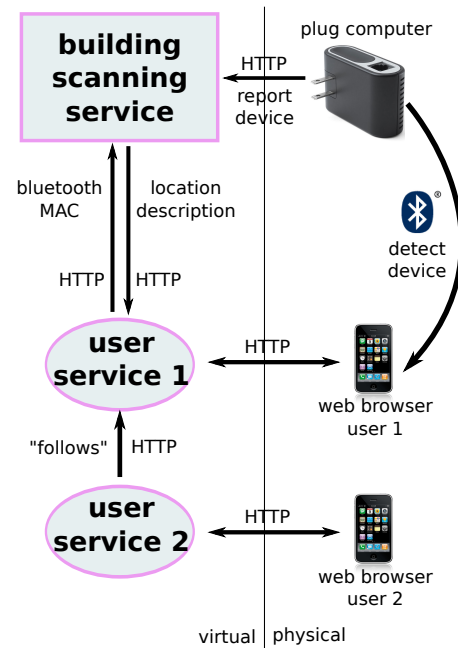 building
scanning
service
plug computer
HTTP
report
device
bluetooth
MAC
location
description
®
detect
device
HTTP
HTTP
user
service 1
HTTP
web browser
user 1
"follows"
HTTP
user
service 2
HTTP
web browser
user 2
virtual
physical